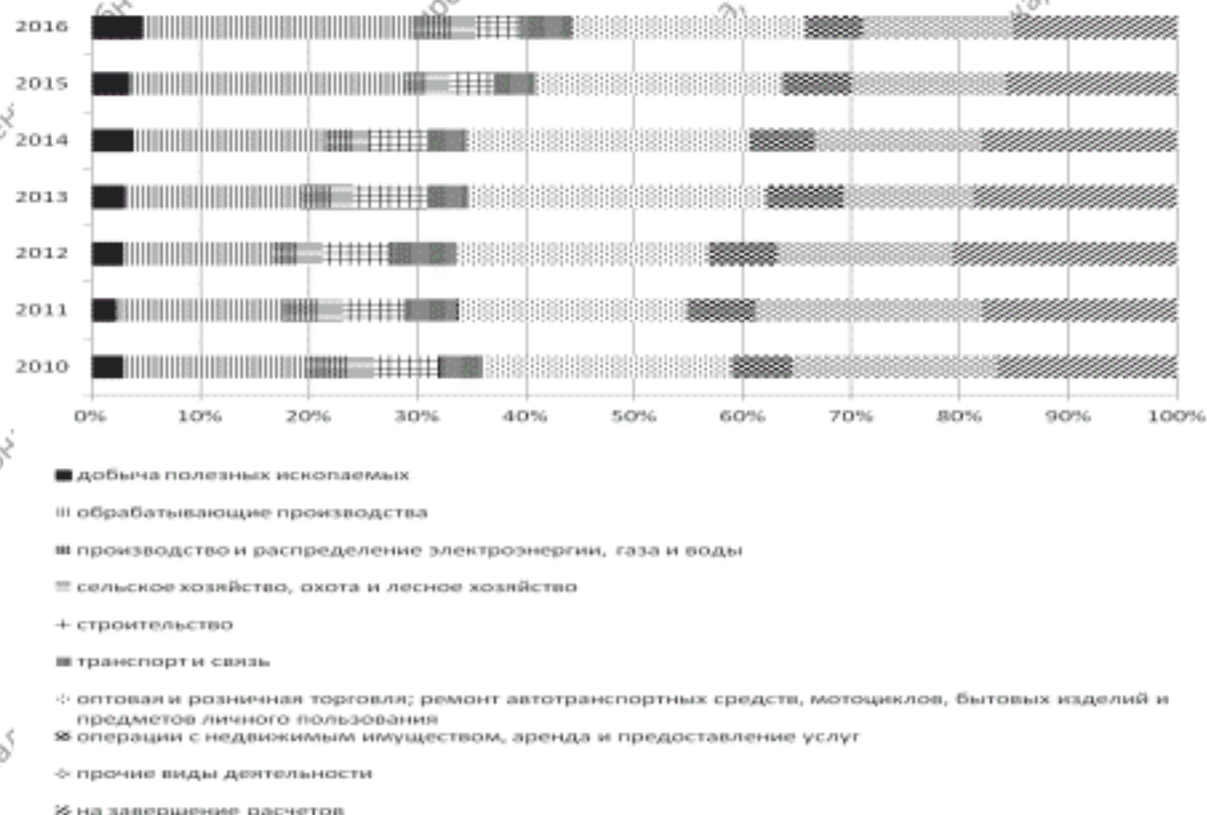 2016
2015
2014
2013
2012
2011
2010
0% 10% 20% 30% 40% 50% 60% 70% 80% 90% 100%
добыча полезных ископаемых
обрабатывающие производства
производство и распределение электроэнергии, газа и воды
сельское хозяйство, охота и лесное хозяйство
строительство
транспорт и связь
оптовая и розничная торговля; ремонт автотранспортных средств, мотоциклов, бытовых изделий и
предметов личного пользования
операции с недвижимым имуществом, аренда и предоставление услуг
прочие виды деятельности
на завершение расчетов